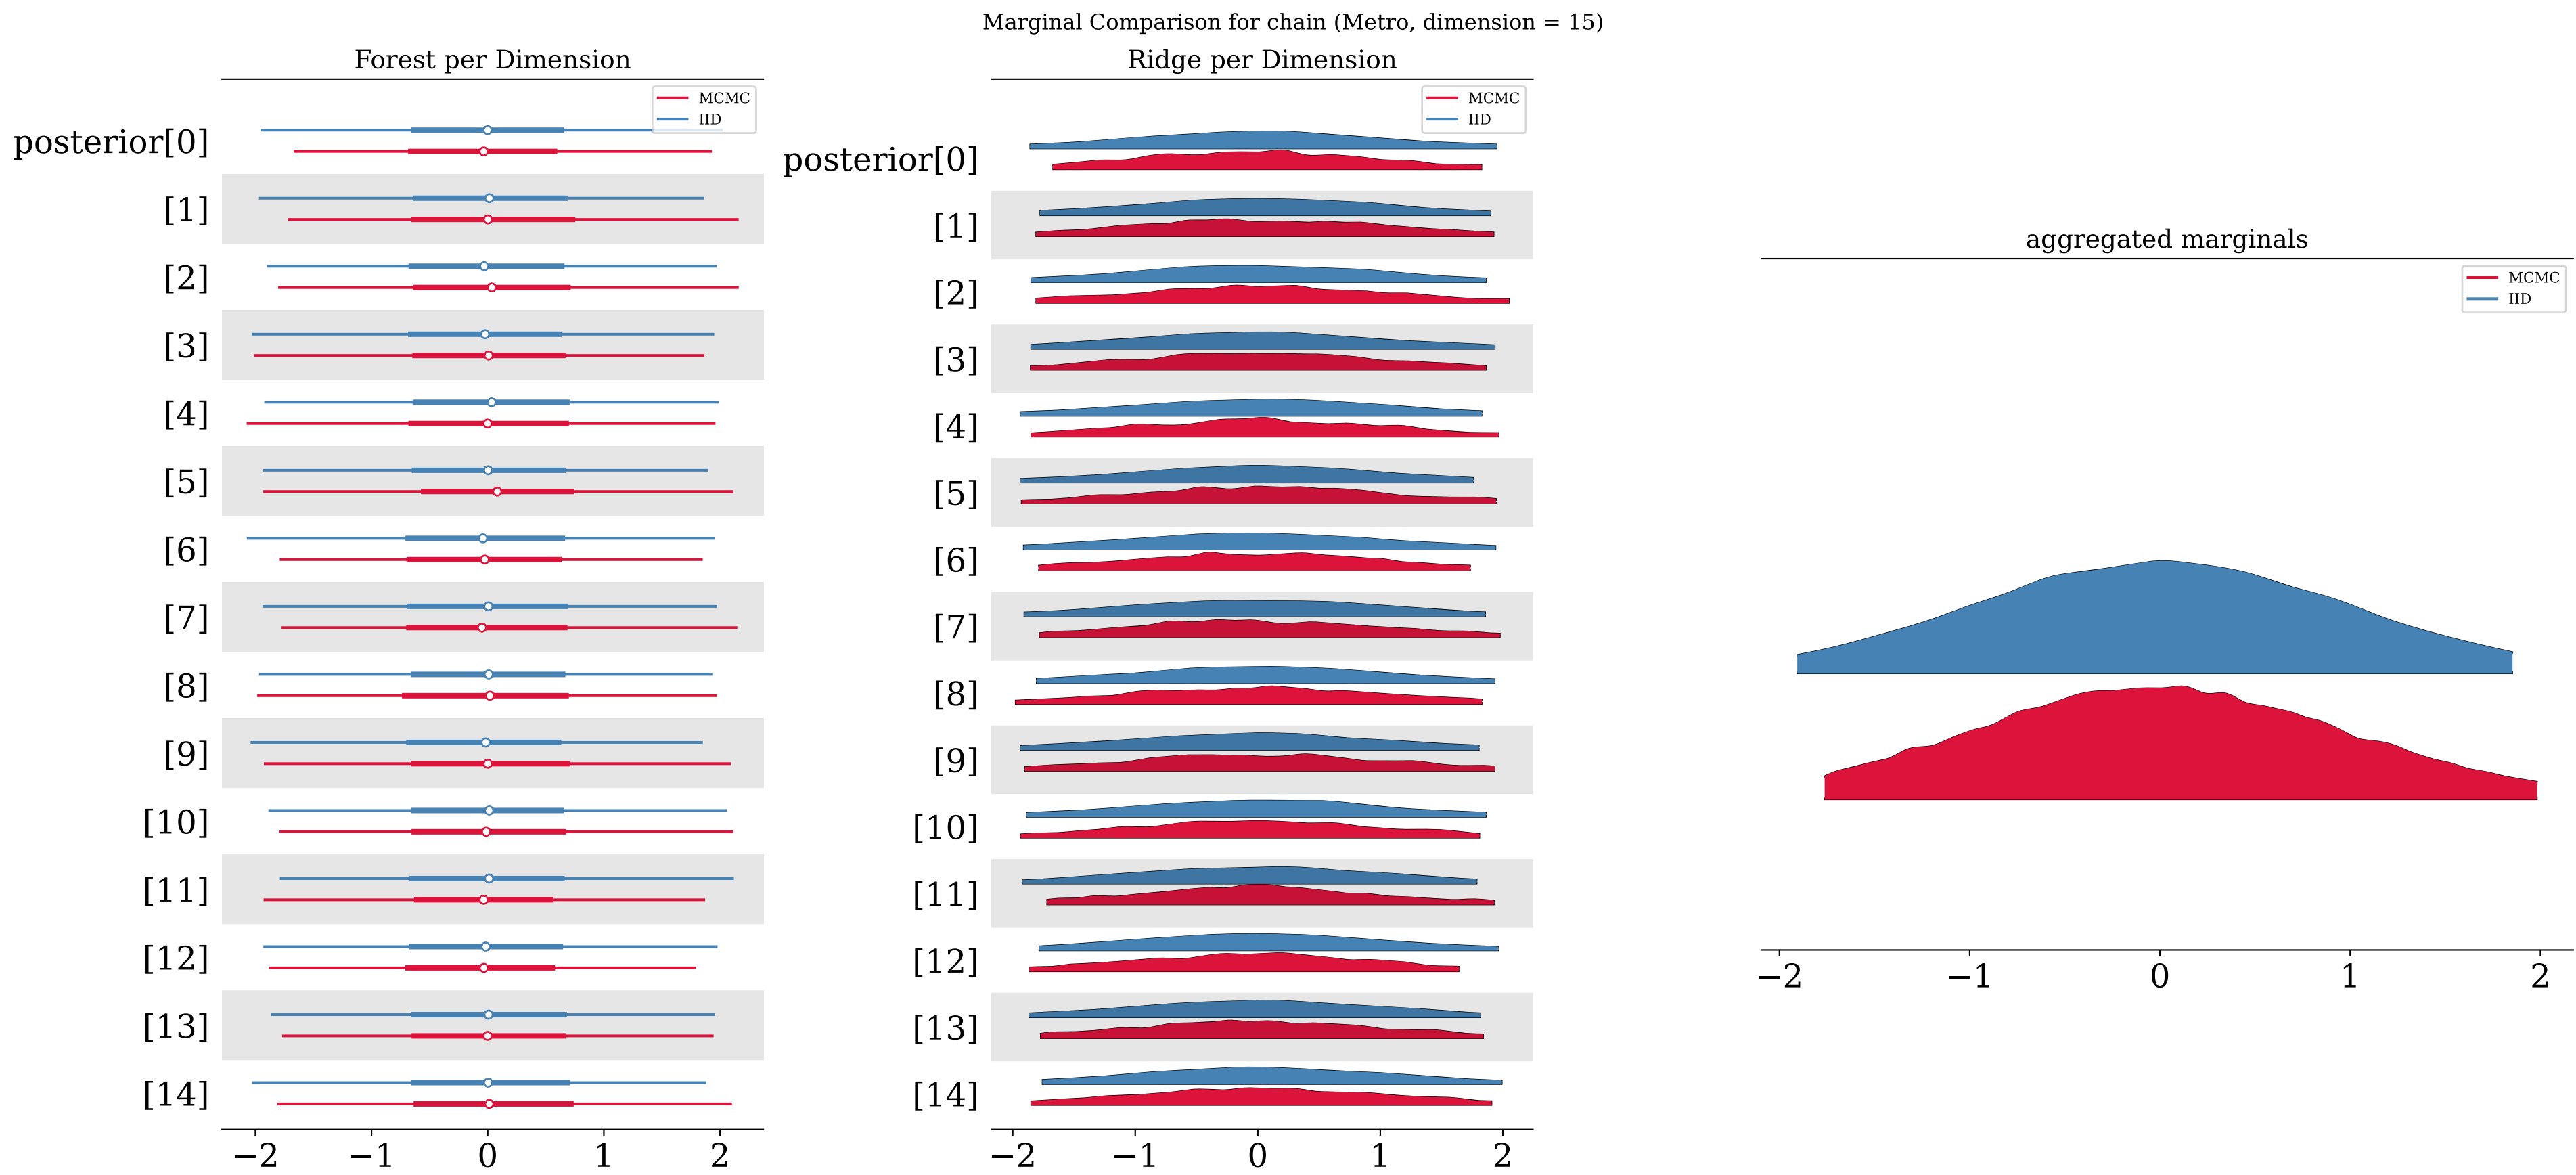 Marginal Comparison for chain (Metro, dimension = 15)
Forest per Dimension
MCMC
IID
posterior[0]
[1]
[2]
[3]
[4]
[5]
[6]
[7]
[8]
[9]
[10]
[11]
[12]
[13]
[14]
−2 −1 0 1 2
Ridge per Dimension
MCMC
IID
posterior[0]
[1]
[2]
[3]
[4]
[5]
[6]
[7]
[8]
[9]
[10]
[11]
[12]
[13]
[14]
−2 −1 0 1 2
aggregated marginals
MCMC
IID
−2 −1 0 1 2